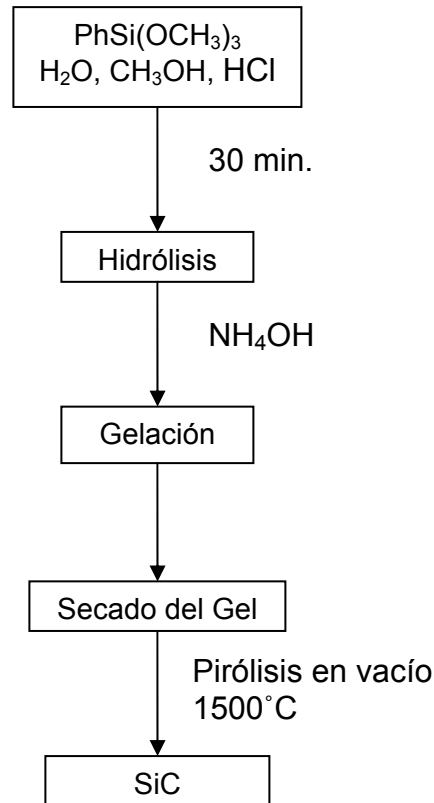 PhSi(OCH₃)₃
H₂O, CH₃OH, HCl
30 min.
Hidrólisis
NH₄OH
Gelación
Secado del Gel
Pirólisis en vacío
1500˚C
SiC